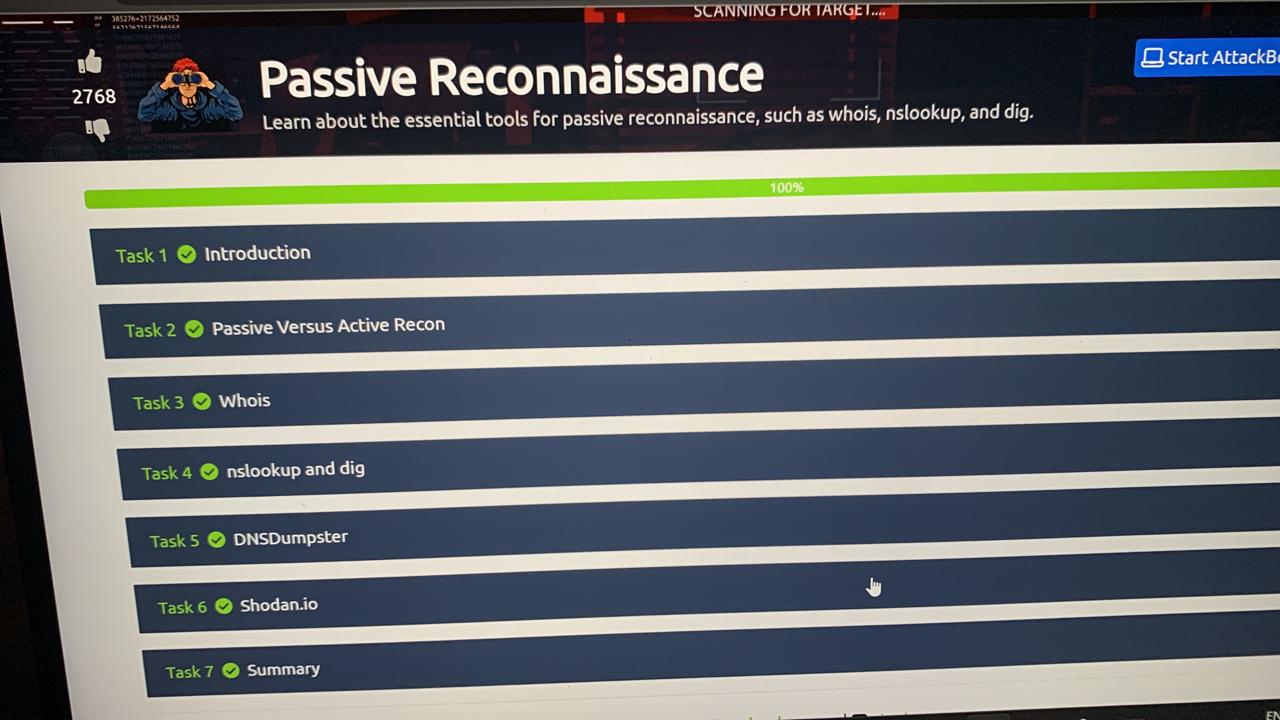 385276+2172564752
SCANNING FOR TARGET....
Passive Reconnaissance
Start AttackB
2768
Learn about the essential tools for passive reconnaissance, such as whois, nslookup, and dig.
100%
Task 1 Introduction
Task 2 Passive Versus Active Recon
Task 3 Whois
Task 4 nslookup and dig
Task 5 DNSDumpster
Task 6 Shodan.io
Task 7 Summary